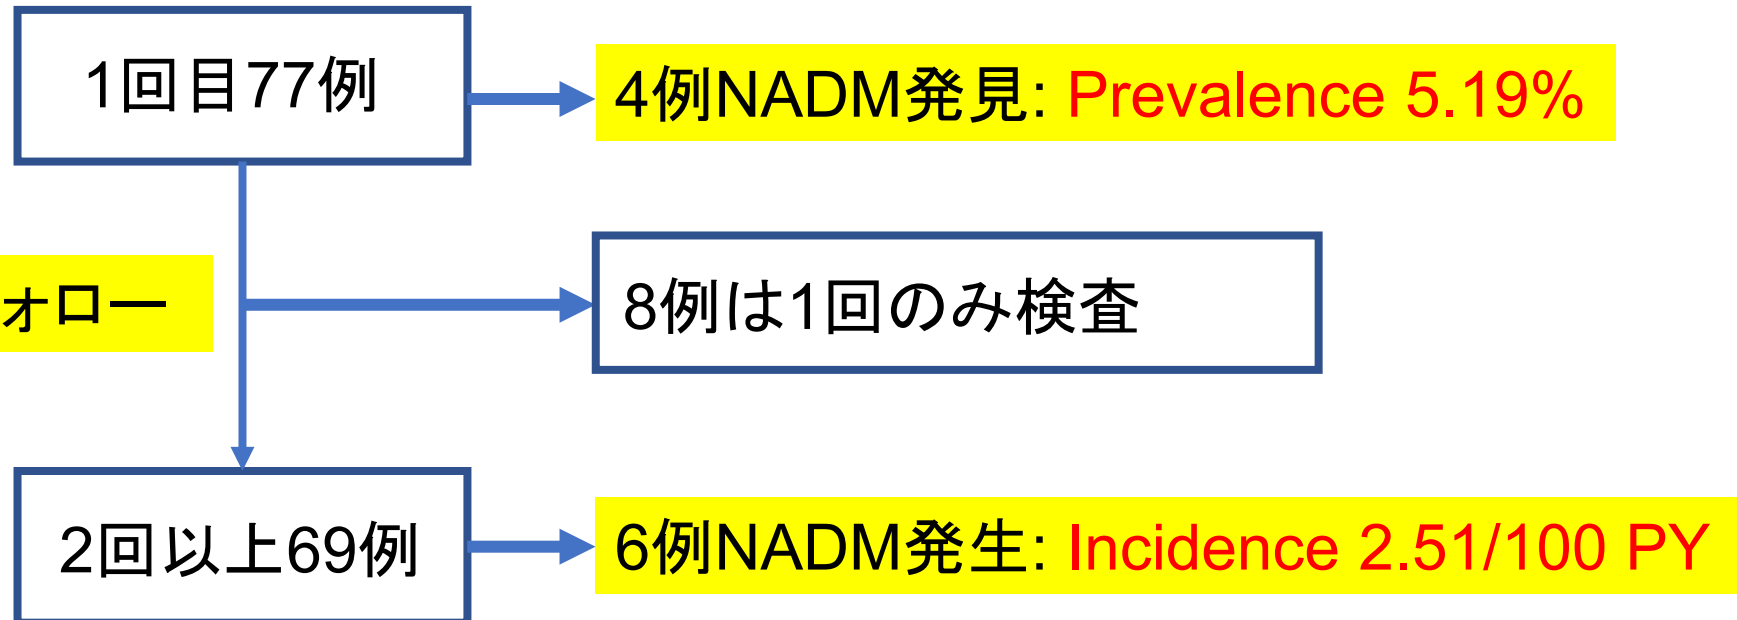 1回目77例
4例NADM発見: Prevalence 5.19%
8例は1回のみ検査
ォロー
2回以上69例
6例NADM発生: Incidence 2.51/100 PY